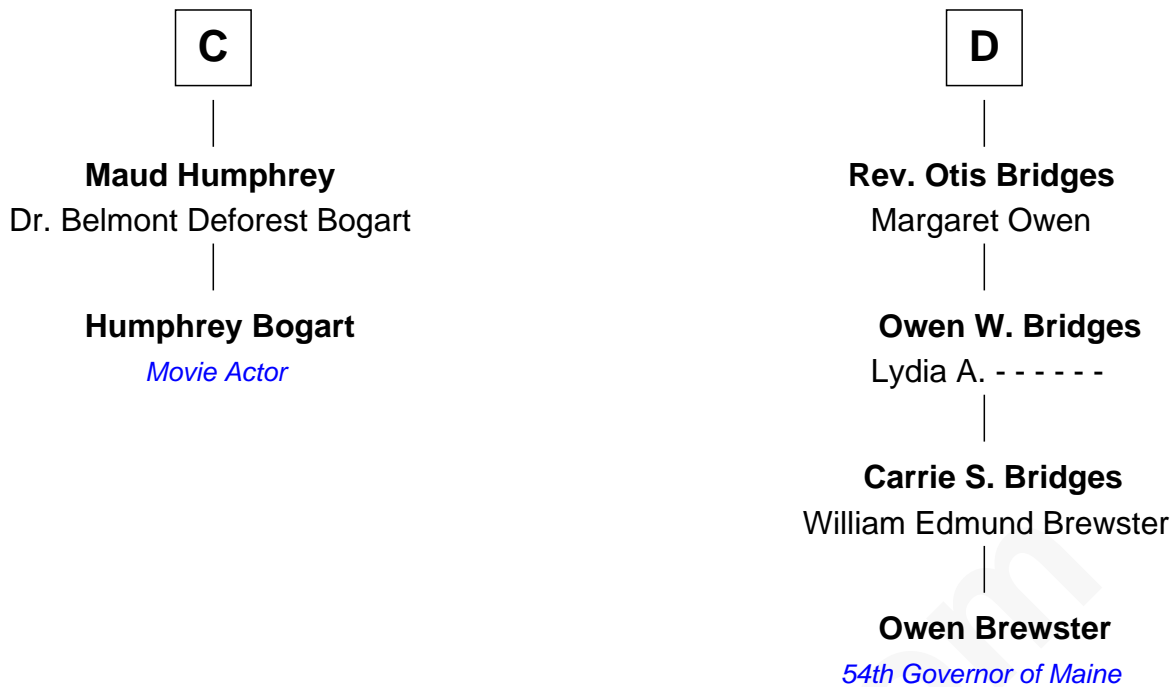 C
Maud Humphrey
Dr. Belmont Deforest Bogart
Humphrey Bogart
Movie Actor
D
Rev. Otis Bridges
Margaret Owen
Owen W. Bridges
Lydia A. - - - - - -
Carrie S. Bridges
William Edmund Brewster
Owen Brewster
54th Governor of Maine